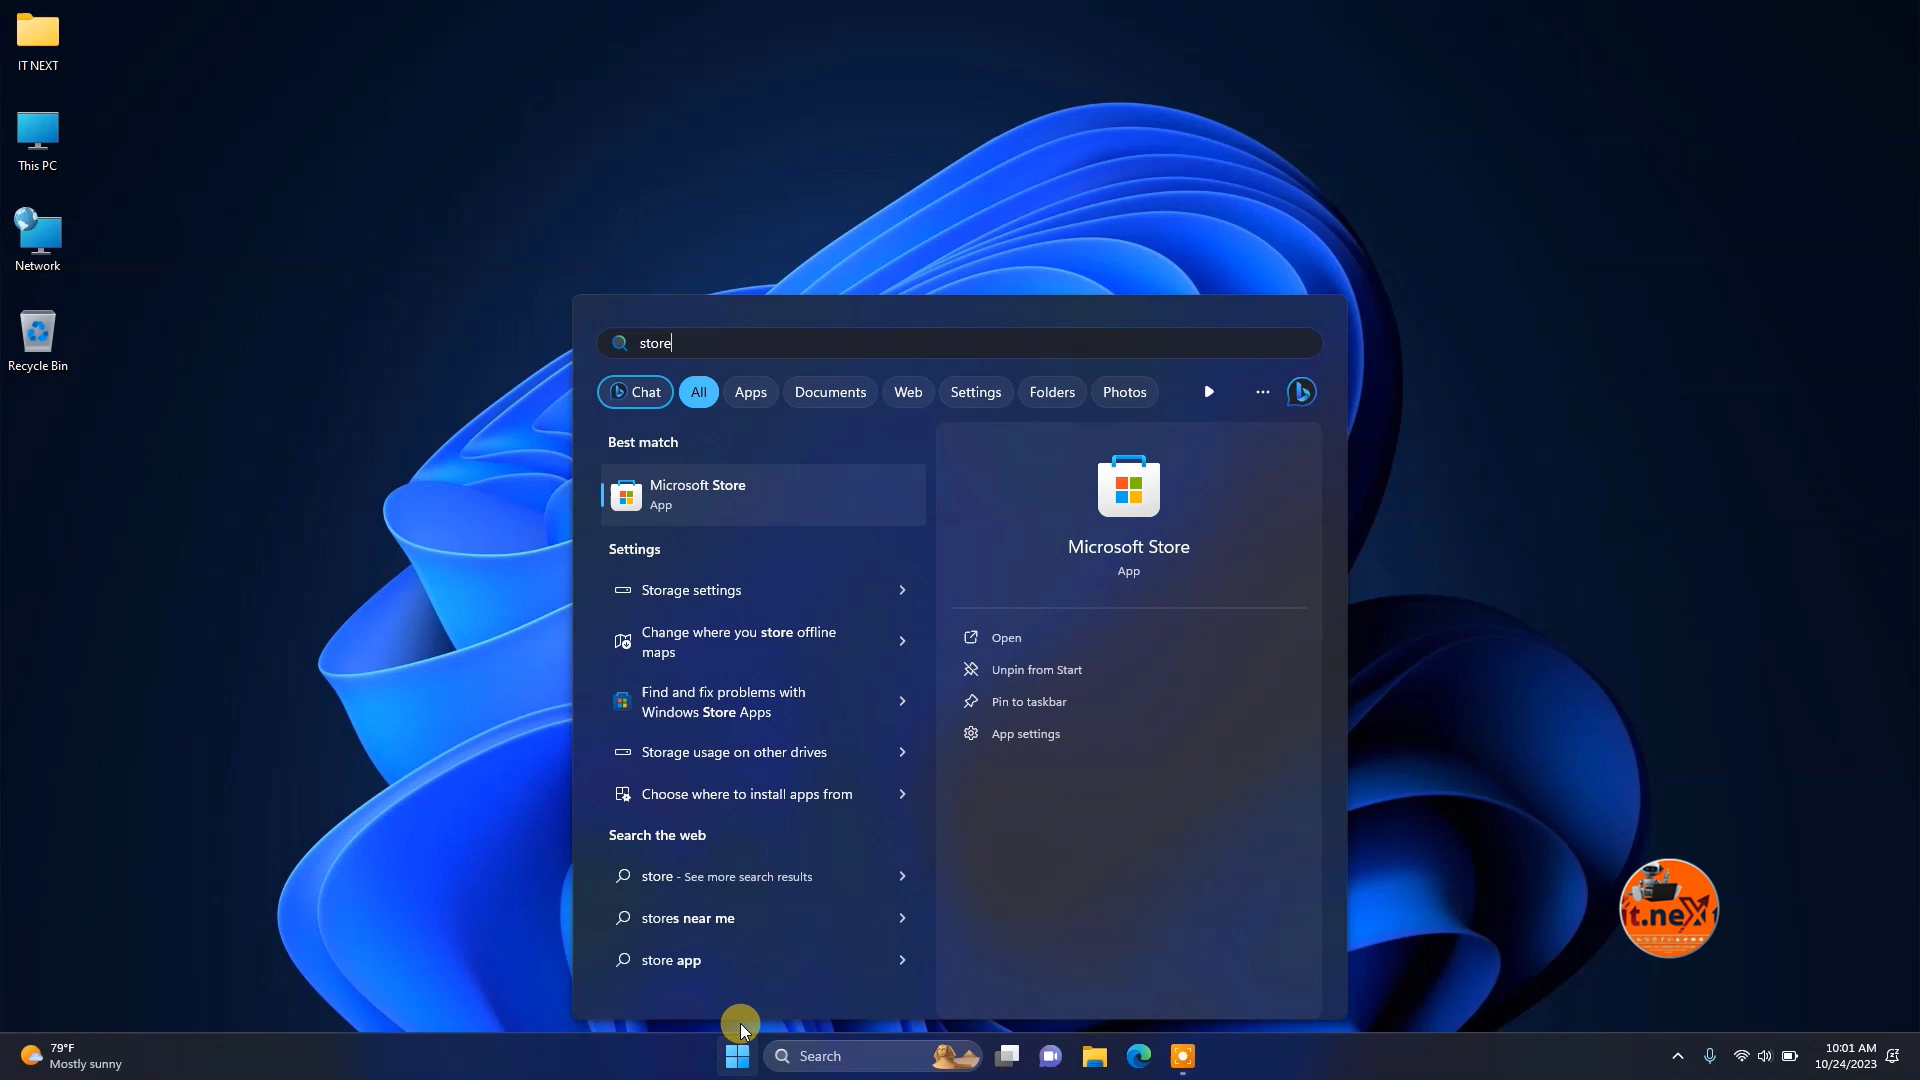 IT NEXT
This PC
Network
Recycle Bin
store
Chat
All
Apps
Documents
Web
Settings
Folders
Photos
Best match
Microsoft Store
App
Settings
Storage settings
Change where you store offline
maps
Find and fix problems with
Windows Store Apps
Storage usage on other drives
Choose where to install apps from
Search the web
store - See more search results
stores near me
store app
Microsoft Store
App
Open
Unpin from Start
Pin to taskbar
App settings
it.neXt
79°F
Mostly sunny
Search
10:01 AM
10/24/2023